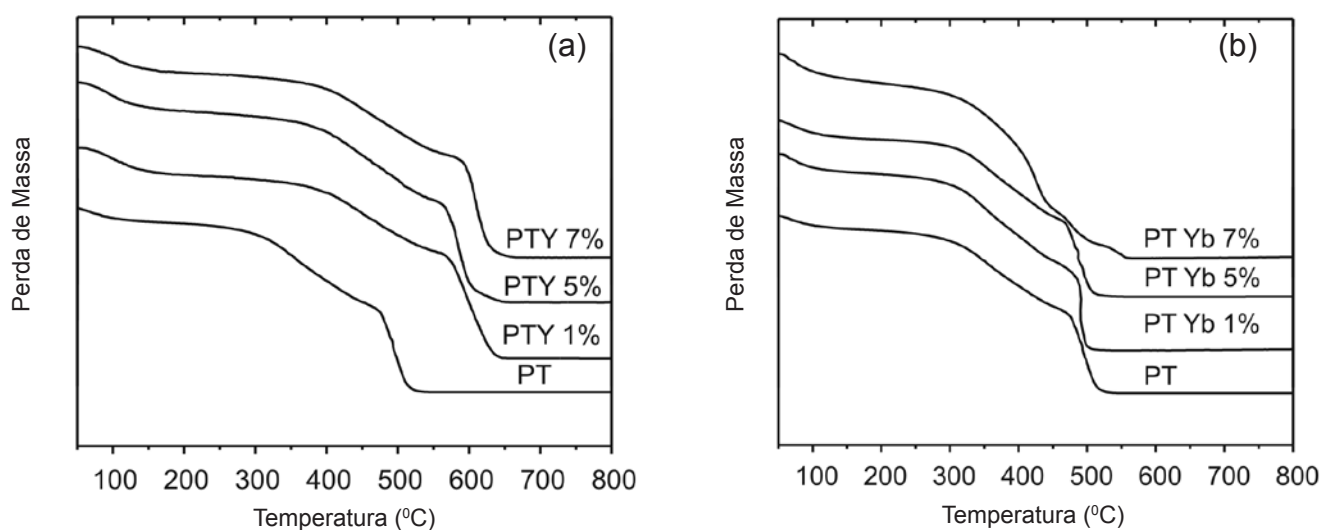 (a)
Perda de Massa
PTY 7%
PTY 5%
PTY 1%
PT
100 200 300 400 500 600 700 800
Temperatura (⁰C)
(b)
Perda de Massa
PT Yb 7%
PT Yb 5%
PT Yb 1%
PT
100 200 300 400 500 600 700 800
Temperatura (⁰C)